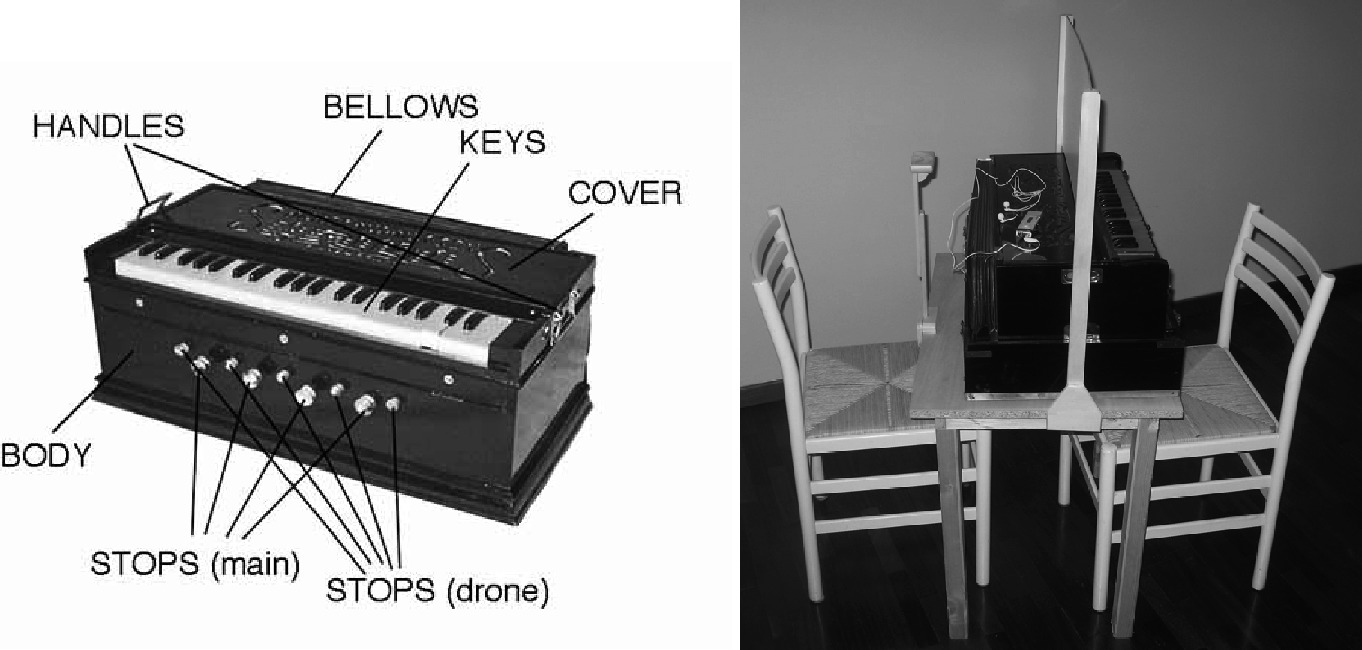 BELLOWS
HANDLES
KEYS
COVER
BODY
STOPS (main)
STOPS (drone)